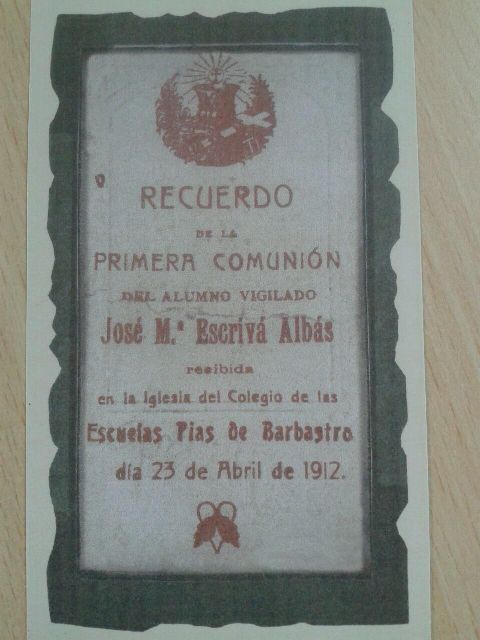 RECUERDO
DE LA
PRIMERA COMUNIÓN
DEL ALUMNO VIGILADO
José M.ª Escrivá Albás
recibida
en la Iglesia del Colegio de las
Escuelas Pías de Barbastro
día 23 de Abril de 1912.